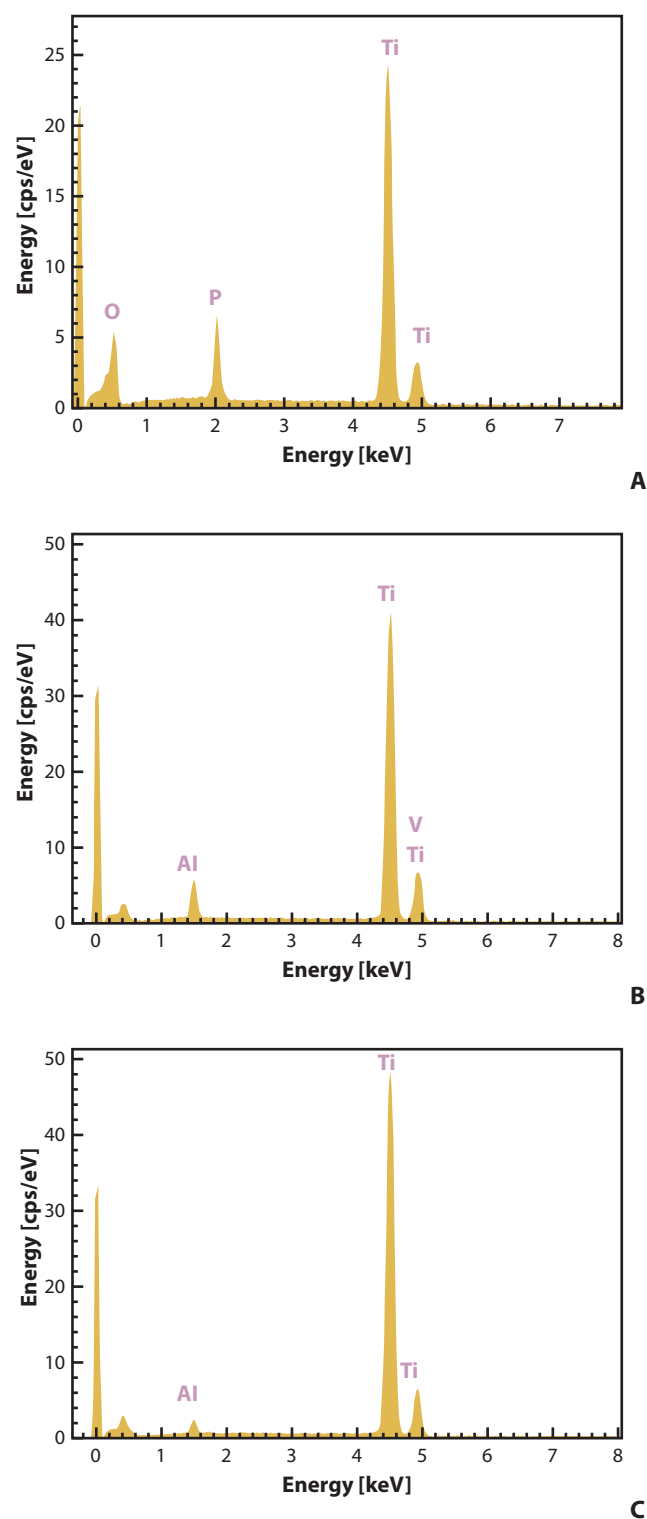 25
20
15
10
5
0
Energy [cps/eV]
Ti
O
P
Ti
0 1 2 3 4 5 6 7
Energy [keV]
A
50
40
30
20
10
0
Energy [cps/eV]
Ti
Al
V
Ti
0 1 2 3 4 5 6 7 8
Energy [keV]
B
50
40
30
20
10
0
Energy [cps/eV]
Ti
Al
Ti
0 1 2 3 4 5 6 7 8
Energy [keV]
C